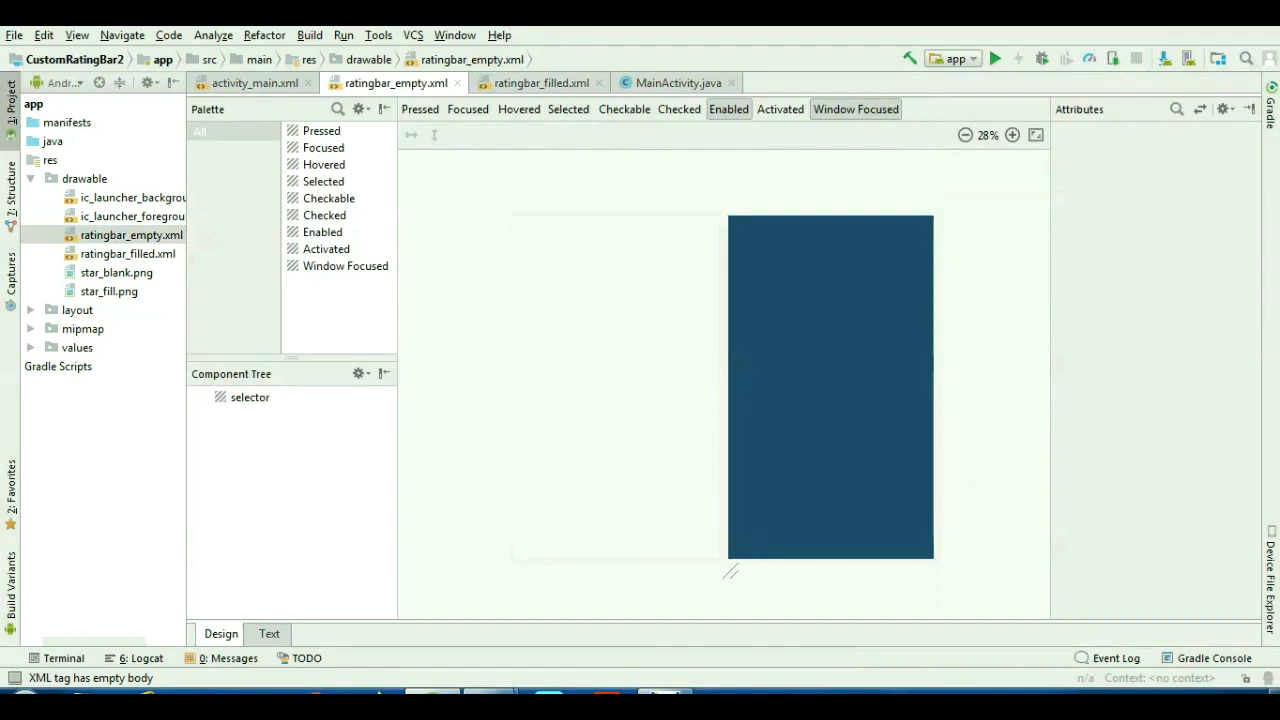 File Edit View Navigate Code Analyze Refactor Build Run Tools VCS Window Help
CustomRatingBar2 app src main res drawable ratingbar_empty.xml app
1: Project
Andr... activity_main.xml ratingbar_empty.xml ratingbar_filled.xml MainActivity.java
Gradle
app
manifests
java
res
drawable
ic_launcher_backgrou
ic_launcher_foregrou
ratingbar_empty.xml
ratingbar_filled.xml
star_blank.png
star_fill.png
layout
mipmap
values
Gradle Scripts
7: Structure
Captures
2: Favorites
Build Variants
Palette
All
Pressed
Focused
Hovered
Selected
Checkable
Checked
Enabled
Activated
Window Focused
Component Tree
selector
Pressed Focused Hovered Selected Checkable Checked Enabled Activated Window Focused
28%
Attributes
Device File Explorer
Design Text
Terminal 6: Logcat 0: Messages TODO Event Log Gradle Console
XML tag has empty body n/a Context: <no context>